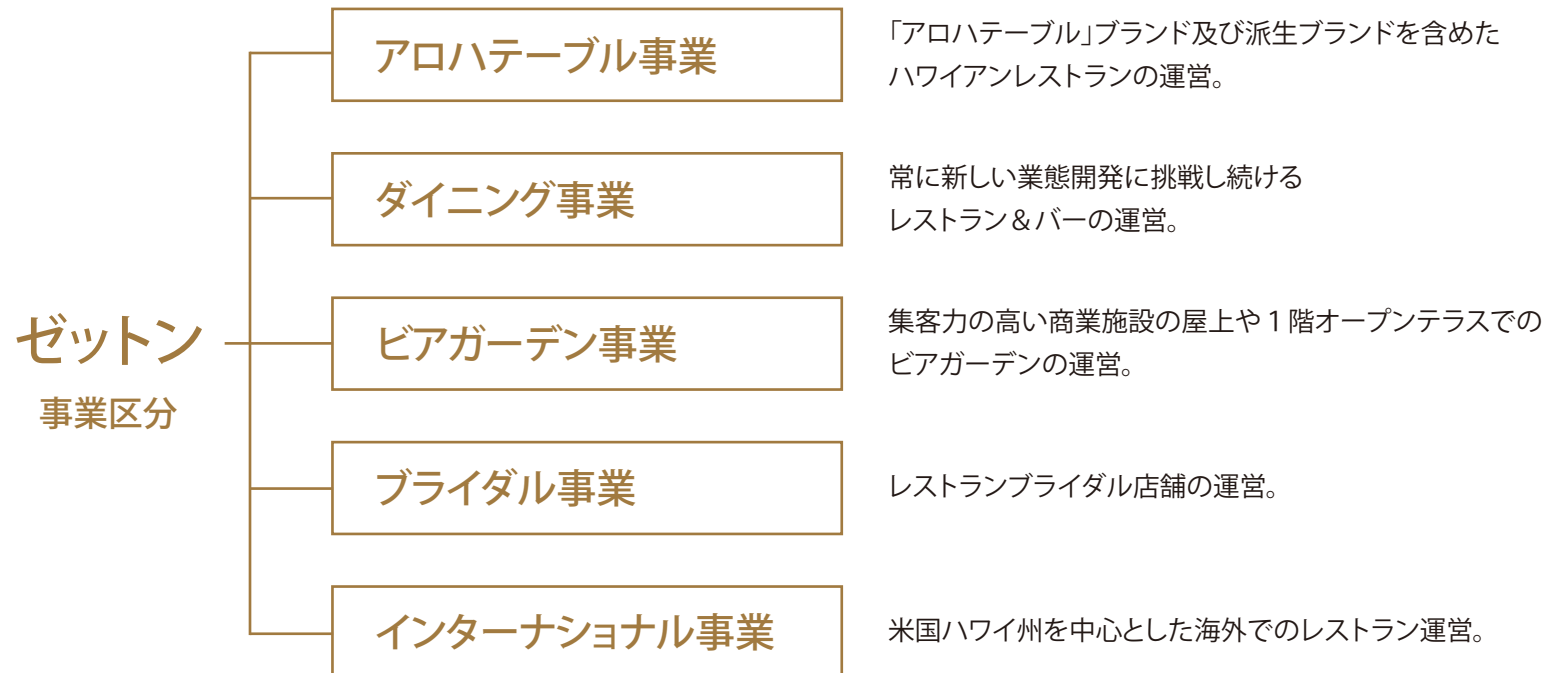 ゼットン
事業区分
アロハテーブル事業
「アロハテーブル」ブランド及び派生ブランドを含めた
ハワイアンレストランの運営。
ダイニング事業
常に新しい業態開発に挑戦し続ける
レストラン&バーの運営。
ビアガーデン事業
集客力の高い商業施設の屋上や1階オープンテラスでの
ビアガーデンの運営。
ブライダル事業
レストランブライダル店舗の運営。
インターナショナル事業
米国ハワイ州を中心とした海外でのレストラン運営。